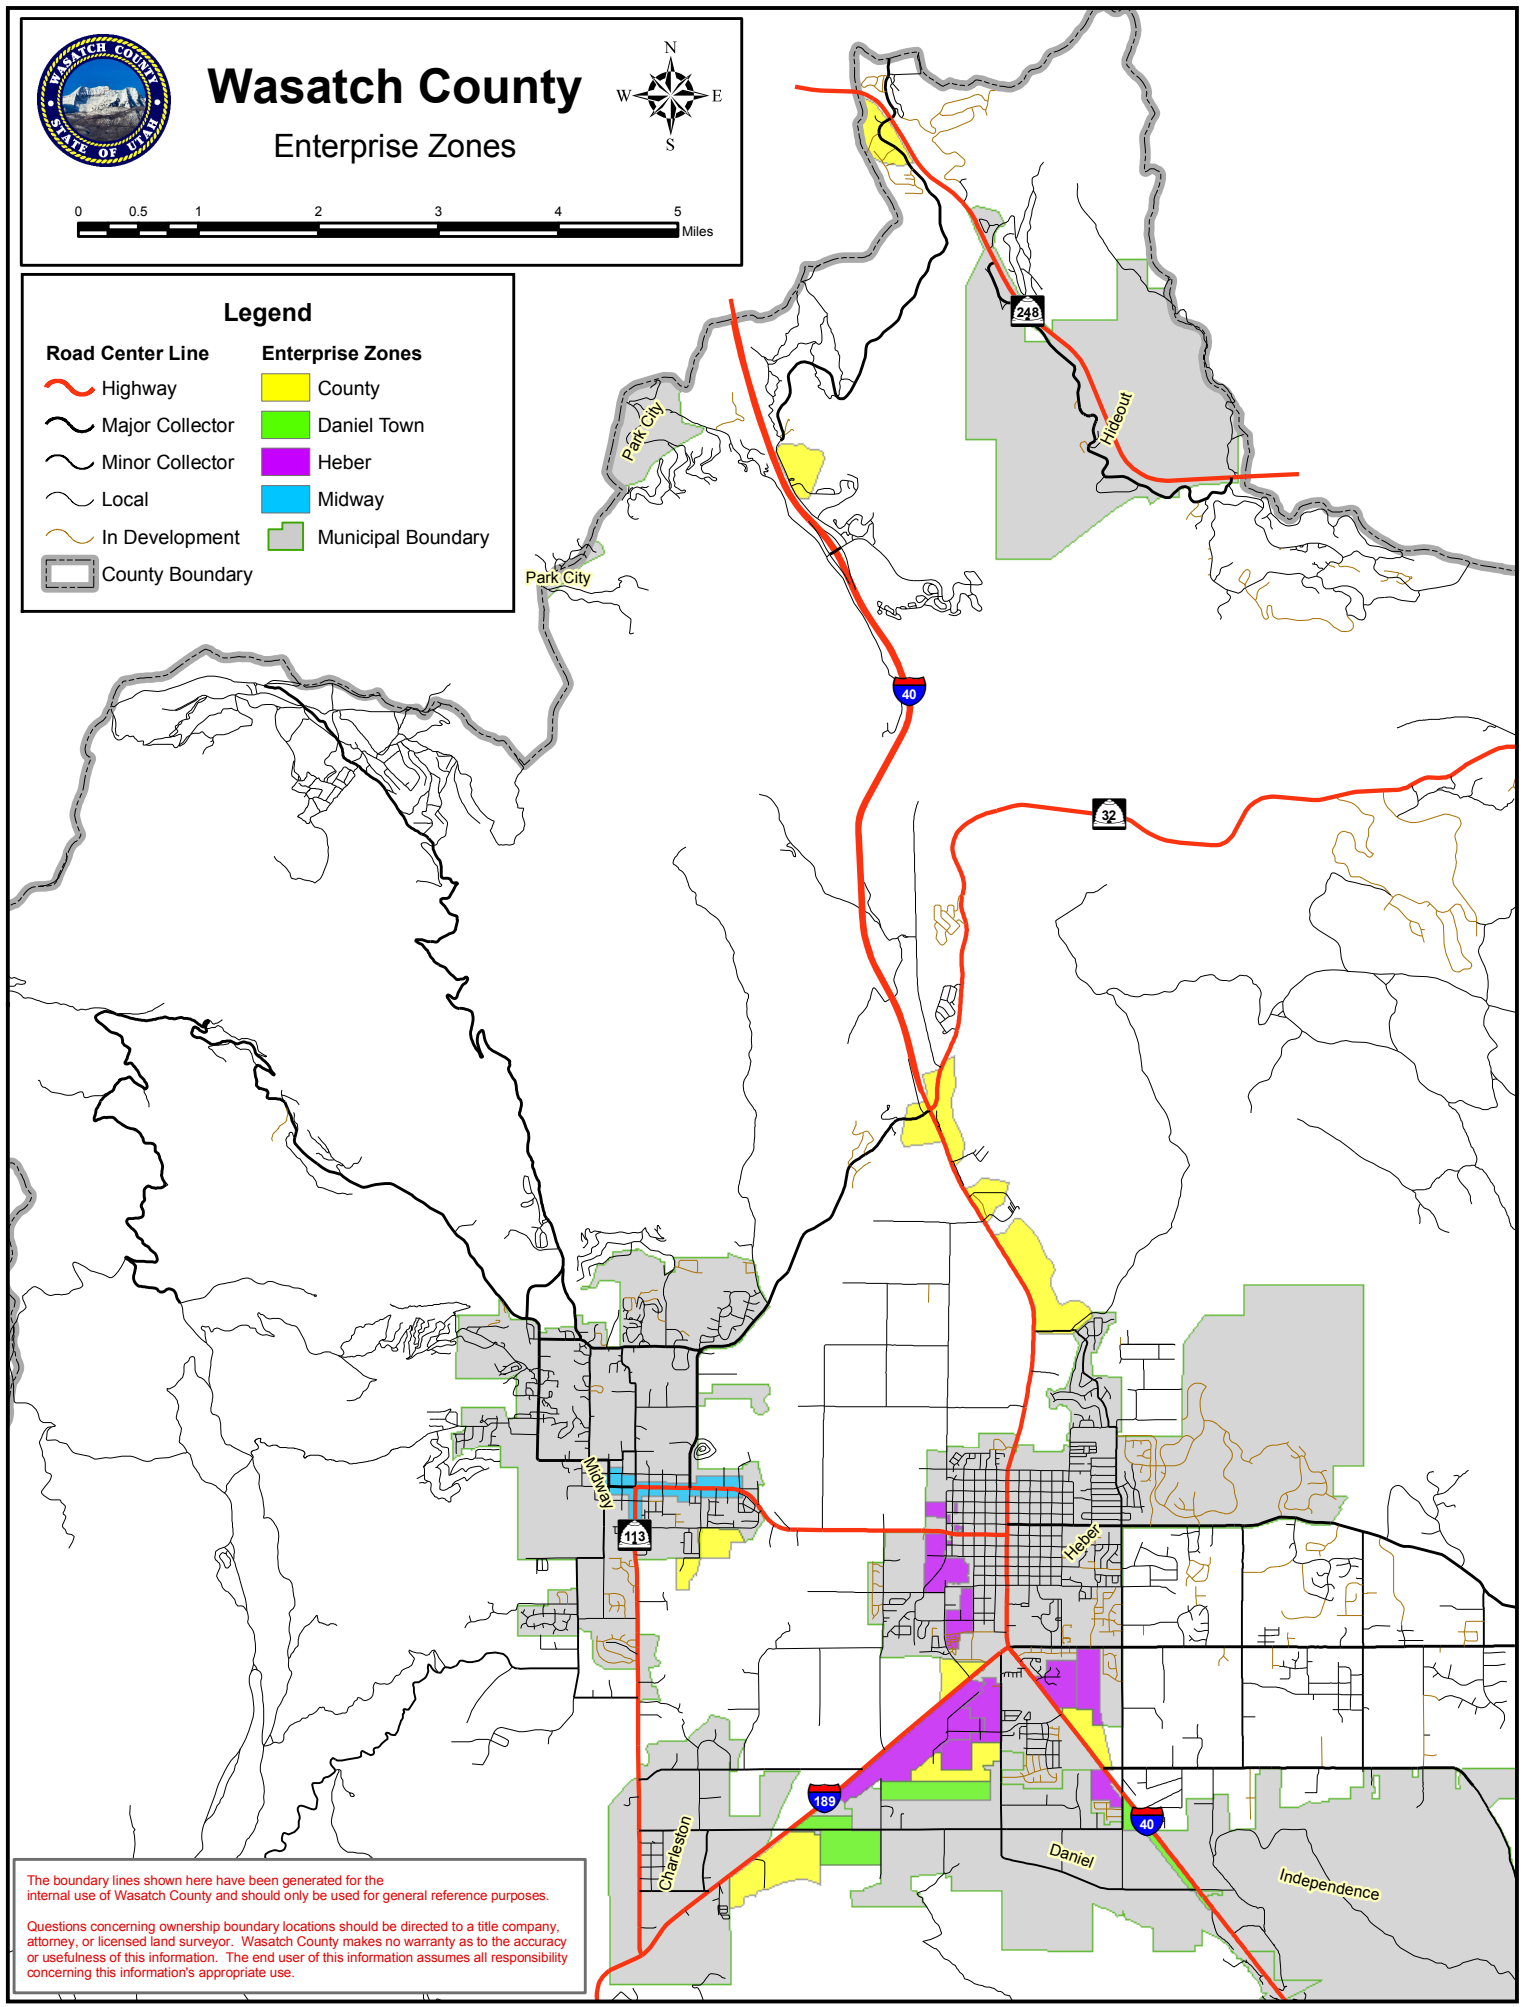 WASATCH COUNTY
STATE OF UTAH
Wasatch County
Enterprise Zones
N
W E
S
0 0.5 1 2 3 4 5
Miles
Legend
Road Center Line
Highway
Major Collector
Minor Collector
Local
In Development
County Boundary
Enterprise Zones
County
Daniel Town
Heber
Midway
Municipal Boundary
248
Hideout
Park City
Park City
40
32
Midway
113
Heber
189
40
Charleston
Daniel
Independence
The boundary lines shown here have been generated for the
internal use of Wasatch County and should only be used for general reference purposes.
Questions concerning ownership boundary locations should be directed to a title company,
attorney, or licensed land surveyor. Wasatch County makes no warranty as to the accuracy
or usefulness of this information. The end user of this information assumes all responsibility
concerning this information's appropriate use.